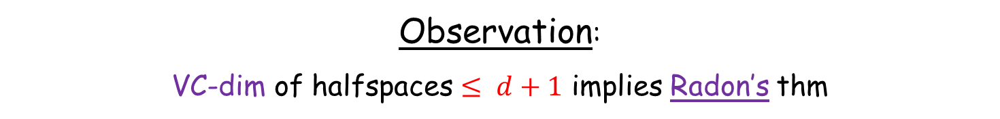 Observation:
VC-dim of halfspaces ≤ d + 1 implies Radon's thm